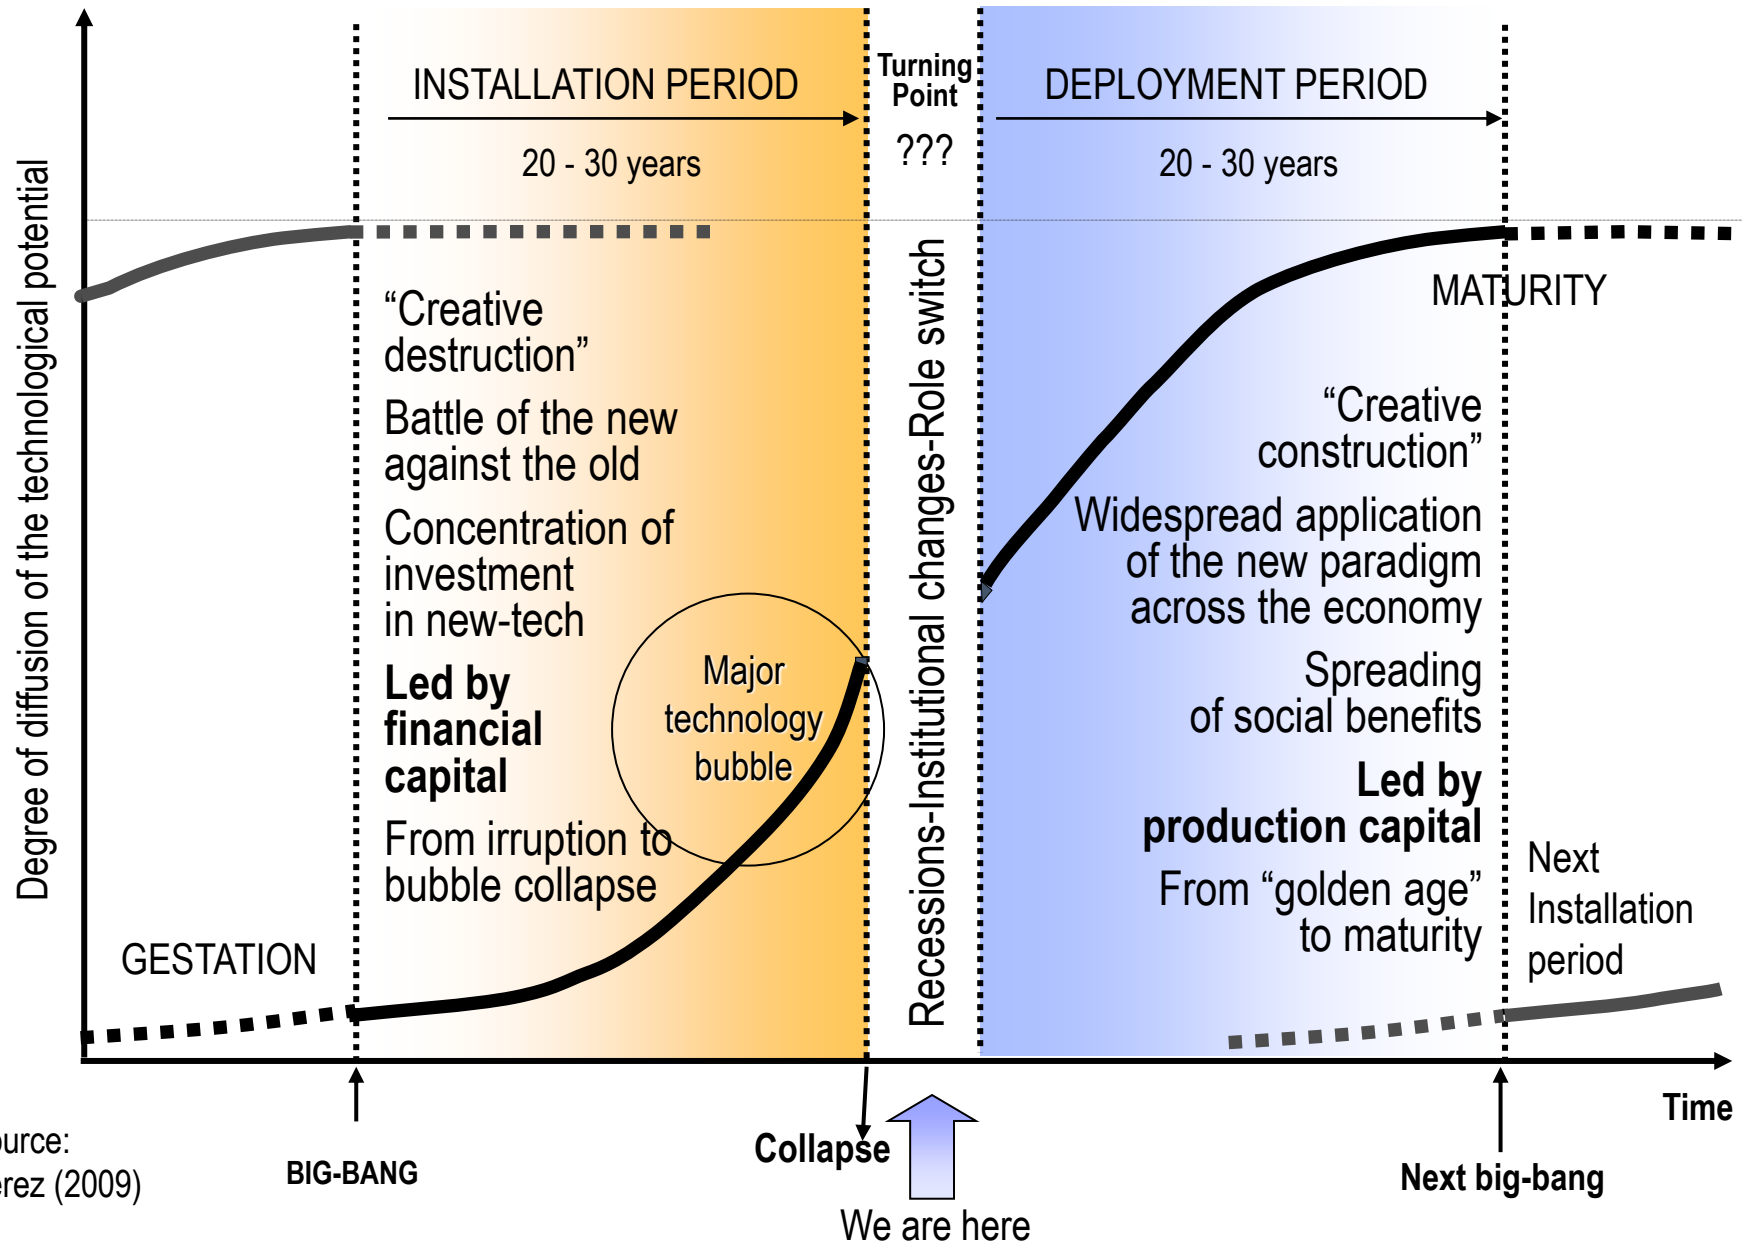 INSTALLATION PERIOD
20 - 30 years
Turning
Point
???
DEPLOYMENT PERIOD
20 - 30 years
Degree of diffusion of the technological potential
“Creative
destruction”
Battle of the new
against the old
Concentration of
investment
in new-tech
Led by
financial
capital
From irruption to
bubble collapse
Major
technology
bubble
GESTATION
Recessions-Institutional changes-Role switch
MATURITY
“Creative
construction”
Widespread application
of the new paradigm
across the economy
Spreading
of social benefits
Led by
production capital
From “golden age”
to maturity
Next
Installation
period
Time
BIG-BANG
Collapse
We are here
Next big-bang
ource:
erez (2009)